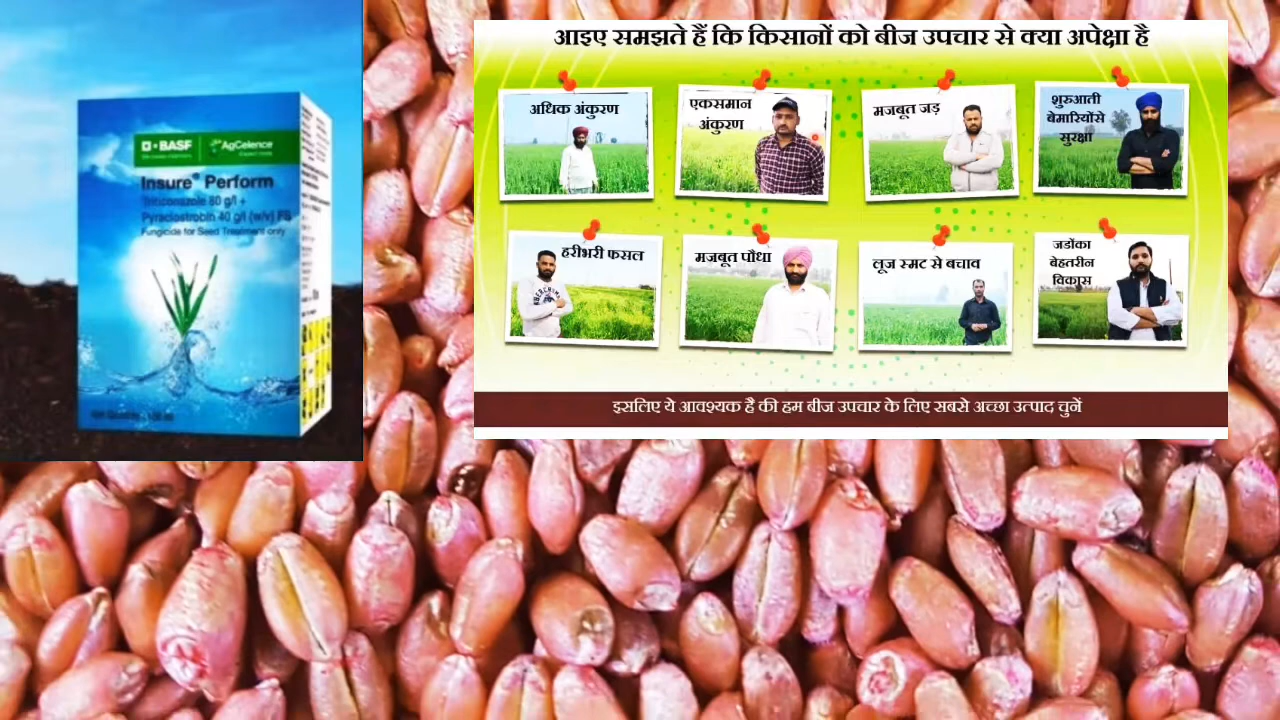 BASF
AgCelence
Insure® Perform
Triticonazole 80 g/l +
Pyraclostrobin 40 g/l (w/v) FS
Fungicide for Seed Treatment only
आइए समझते हैं कि किसानों को बीज उपचार से क्या अपेक्षा है
अधिक अंकुरण
एकसमान
अंकुरण
मजबूत जड़
शुरुआती
बेमारियोंसे
सुरक्षा
हरीभरी फसल
मजबूत पौधा
लूज स्मट से बचाव
जडोंका
बेहतरीन
विकास
इसलिए ये आवश्यक है की हम बीज उपचार के लिए सबसे अच्छा उत्पाद चुनें